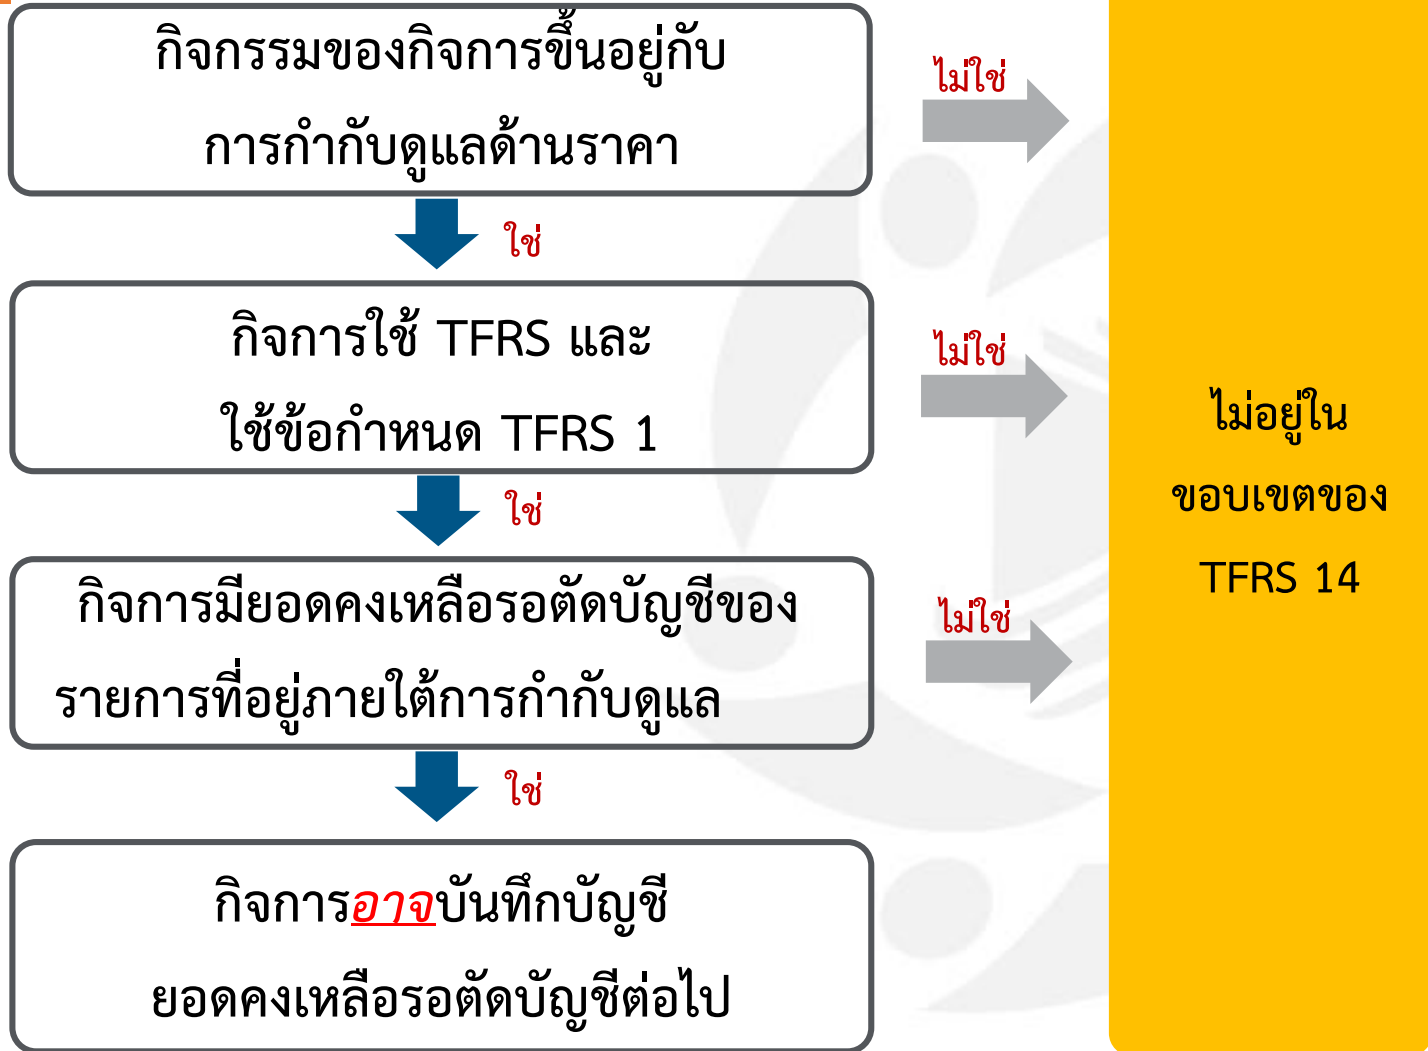 กิจกรรมของกิจการขึ้นอยู่กับ
การกำกับดูแลด้านราคา
ไม่ใช่
ใช่
กิจการใช้ TFRS และ
ใช้ข้อกำหนด TFRS 1
ไม่ใช่
ใช่
กิจการมียอดคงเหลือรอตัดบัญชีของ
รายการที่อยู่ภายใต้การกำกับดูแล
ไม่ใช่
ใช่
กิจการอาจบันทึกบัญชี
ยอดคงเหลือรอตัดบัญชีต่อไป
ไม่อยู่ใน
ขอบเขตของ
TFRS 14